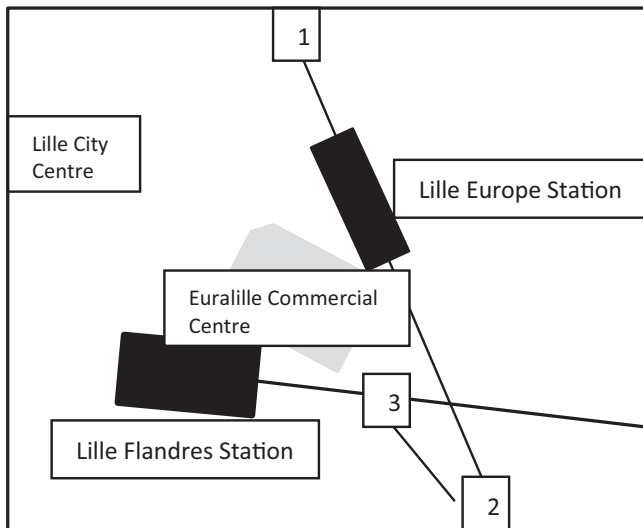 1
Lille City
Centre
Lille Europe Station
Euralille Commercial
Centre
3
Lille Flandres Station
2